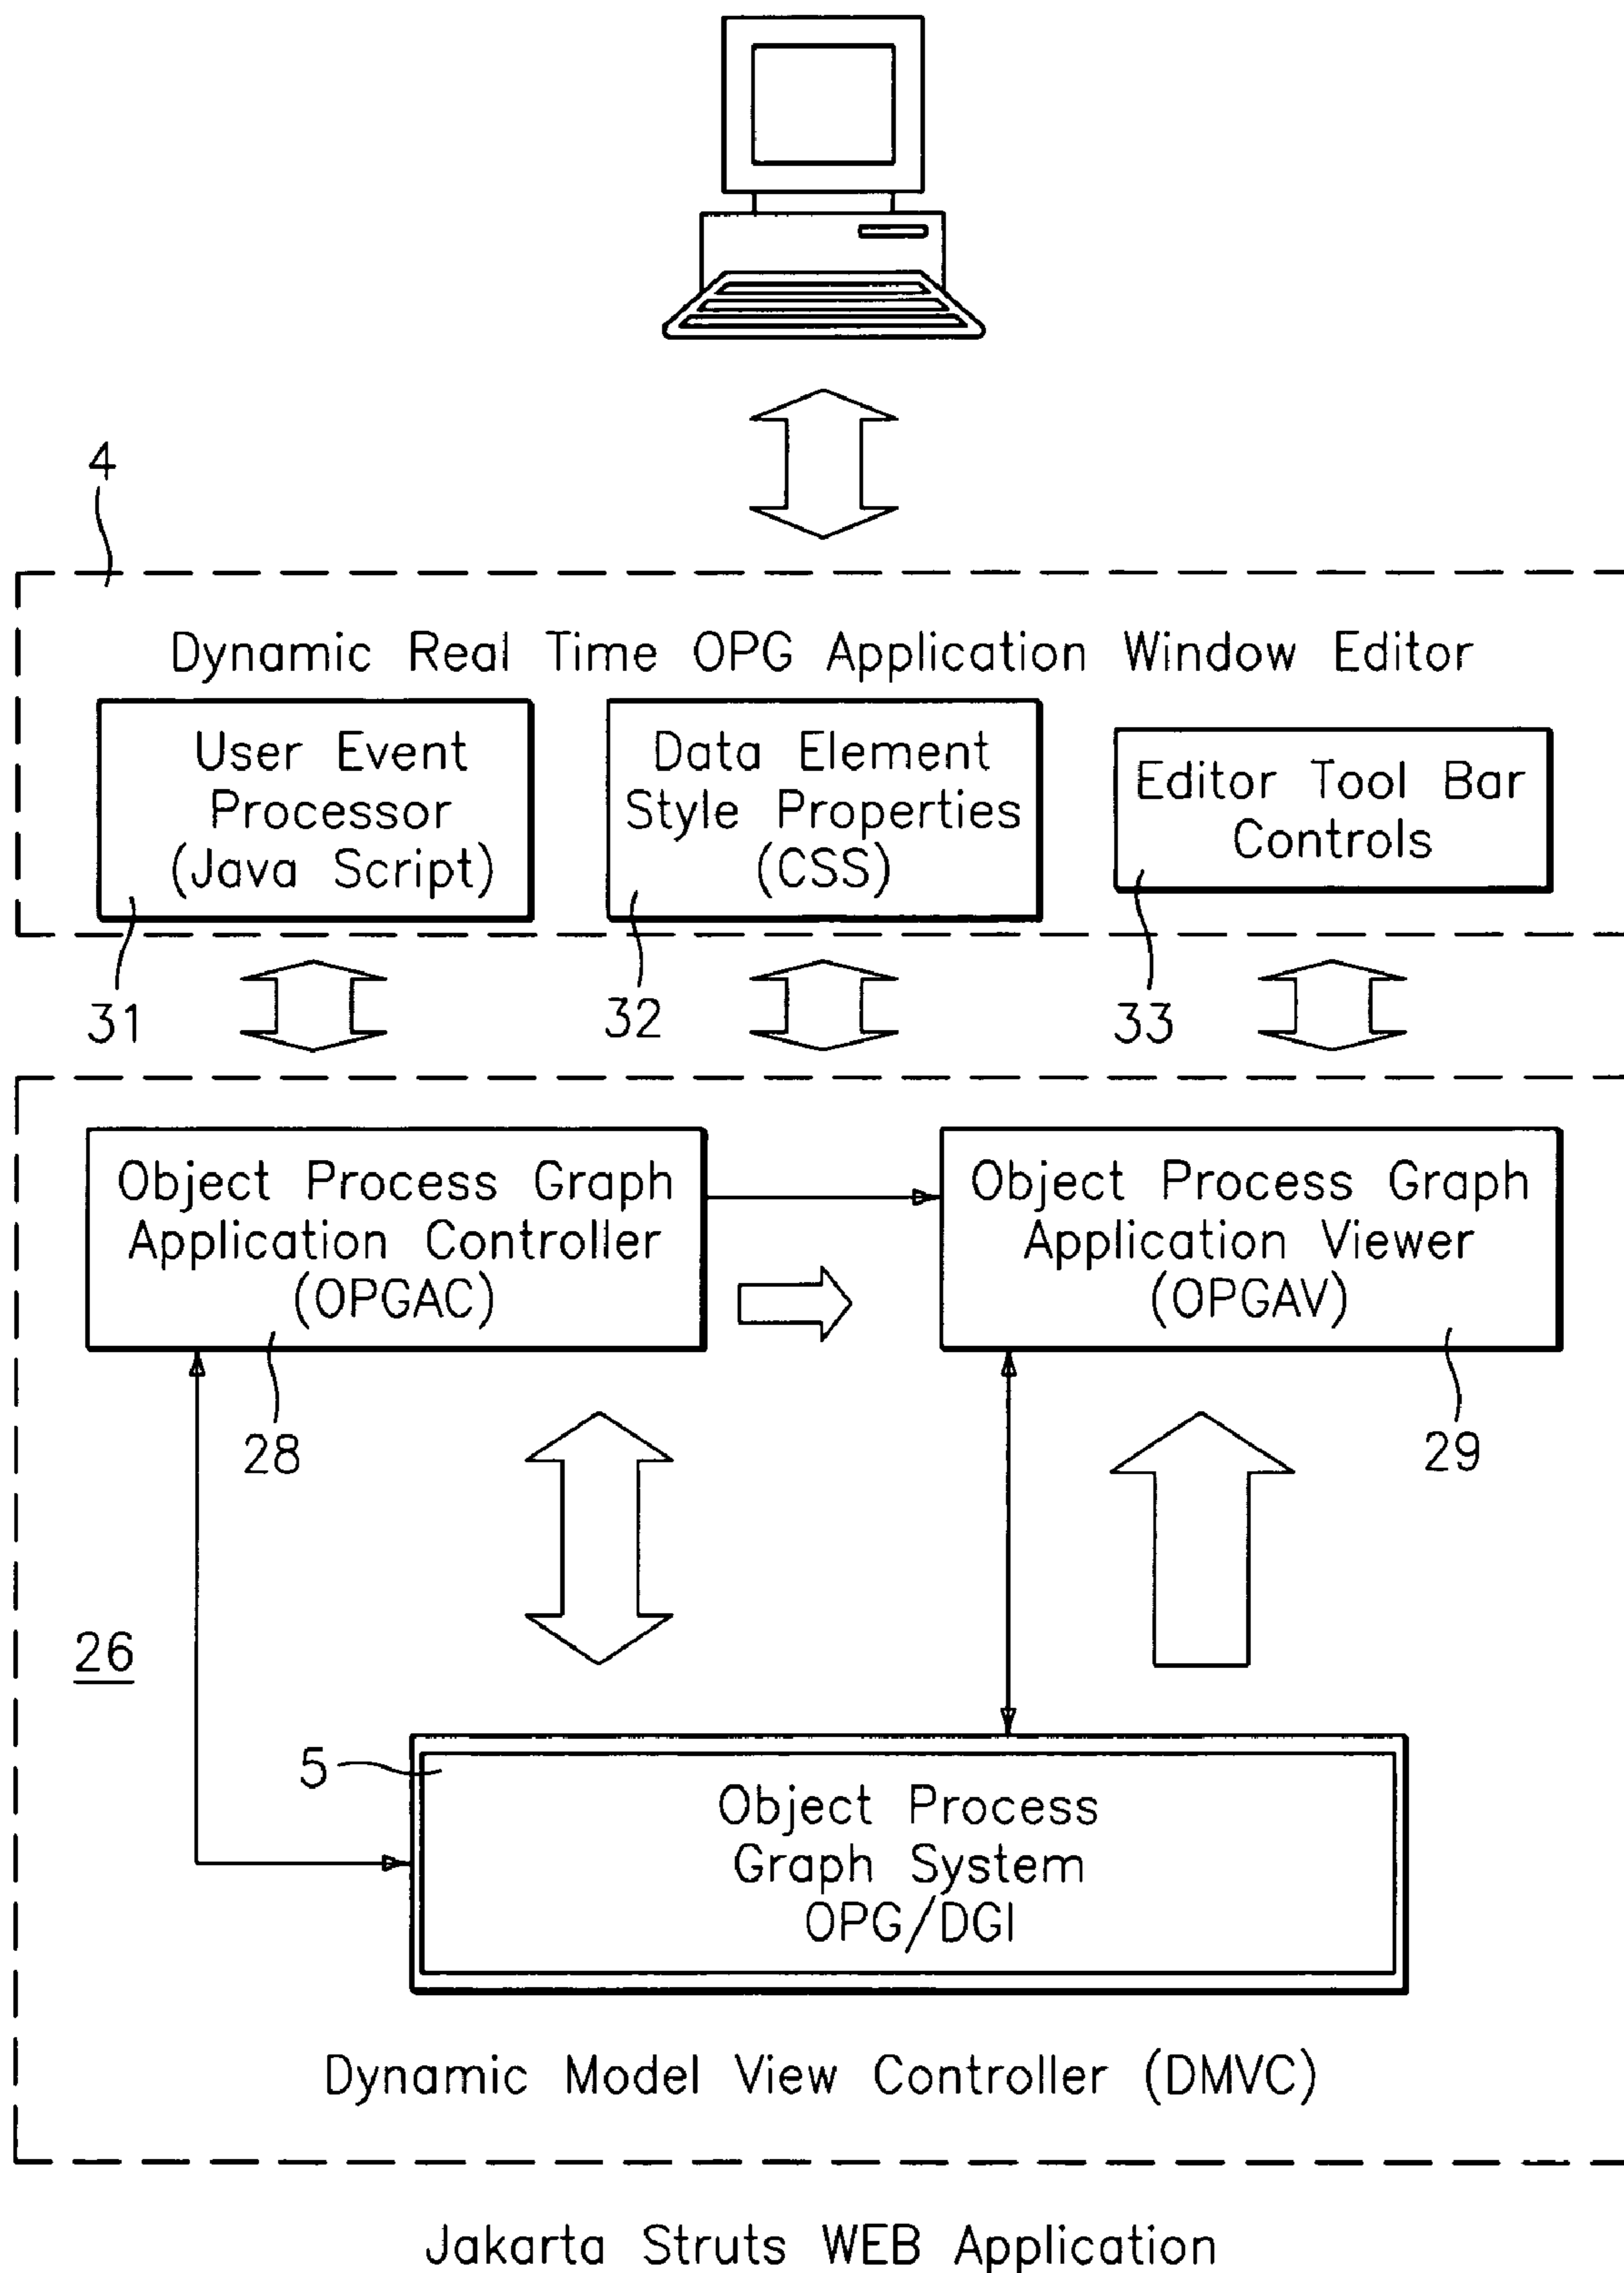 4
Dynamic Real Time OPG Application Window Editor
User Event
Processor
(Java Script)
Data Element
Style Properties
(CSS)
Editor Tool Bar
Controls
31
32
33
Object Process Graph
Application Controller
(OPGAC)
Object Process Graph
Application Viewer
(OPGAV)
28
29
26
5
Object Process
Graph System
OPG/DGI
Dynamic Model View Controller (DMVC)
Jakarta Struts WEB Application